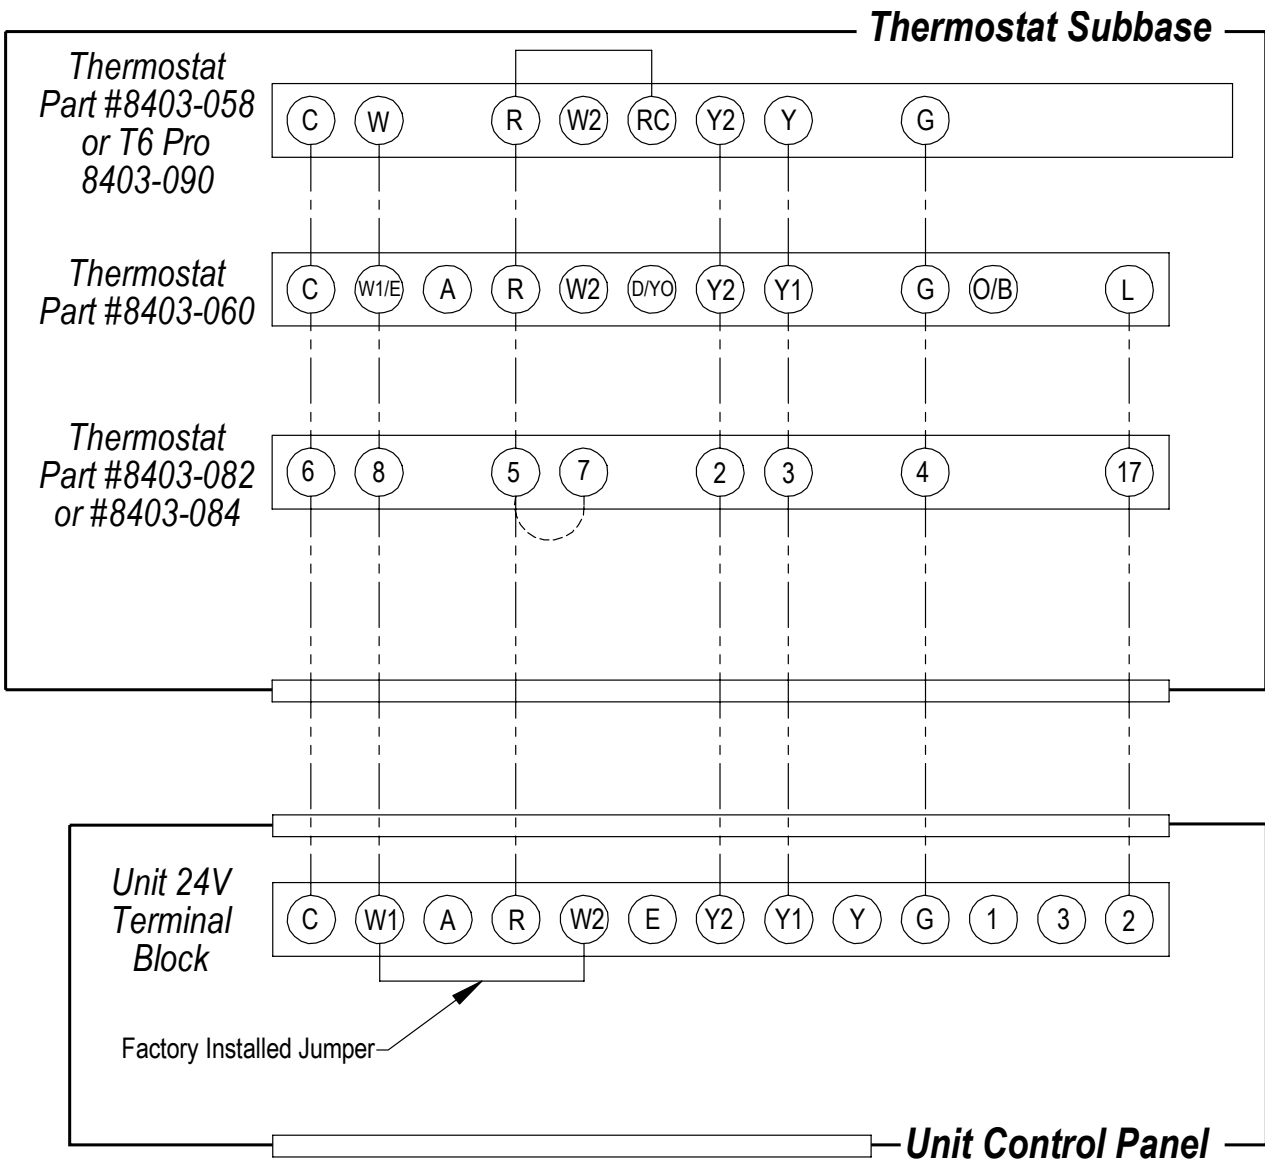 Thermostat Subbase
Thermostat
Part #8403-058
or T6 Pro
8403-090
C W R W2 RC Y2 Y G
Thermostat
Part #8403-060
C W1/E A R W2 D/YO Y2 Y1 G O/B L
Thermostat
Part #8403-082
or #8403-084
6 8 5 7 2 3 4 17
Unit 24V
Terminal
Block
C W1 A R W2 E Y2 Y1 Y G 1 3 2
Factory Installed Jumper
Unit Control Panel